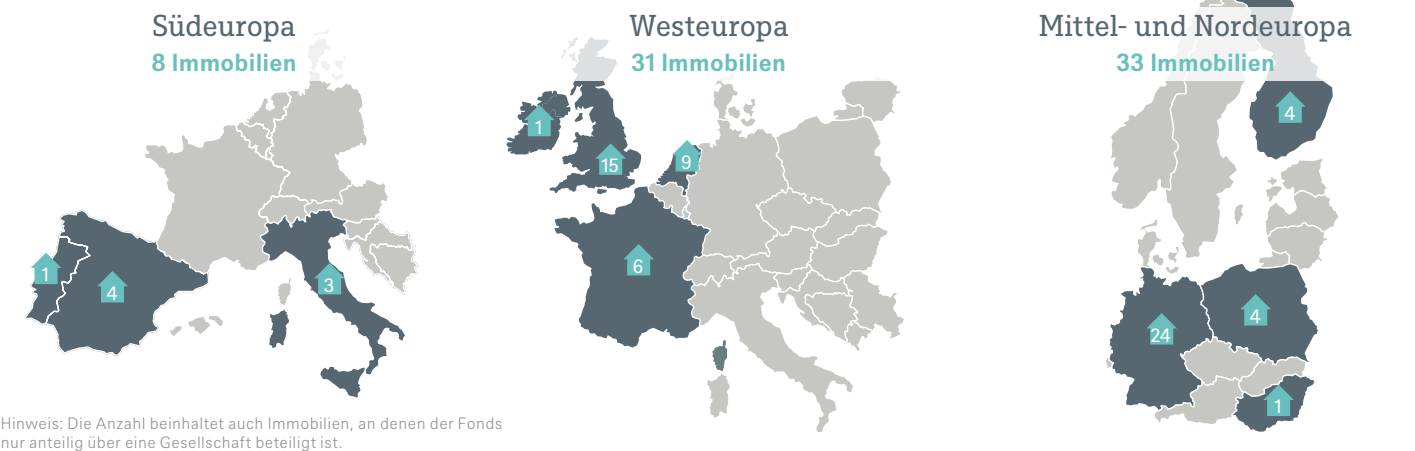 Südeuropa
8 Immobilien
1
4
3
Westeuropa
31 Immobilien
1
15
9
6
Mittel- und Nordeuropa
33 Immobilien
4
24
4
1
Hinweis: Die Anzahl beinhaltet auch Immobilien, an denen der Fonds
nur anteilig über eine Gesellschaft beteiligt ist.